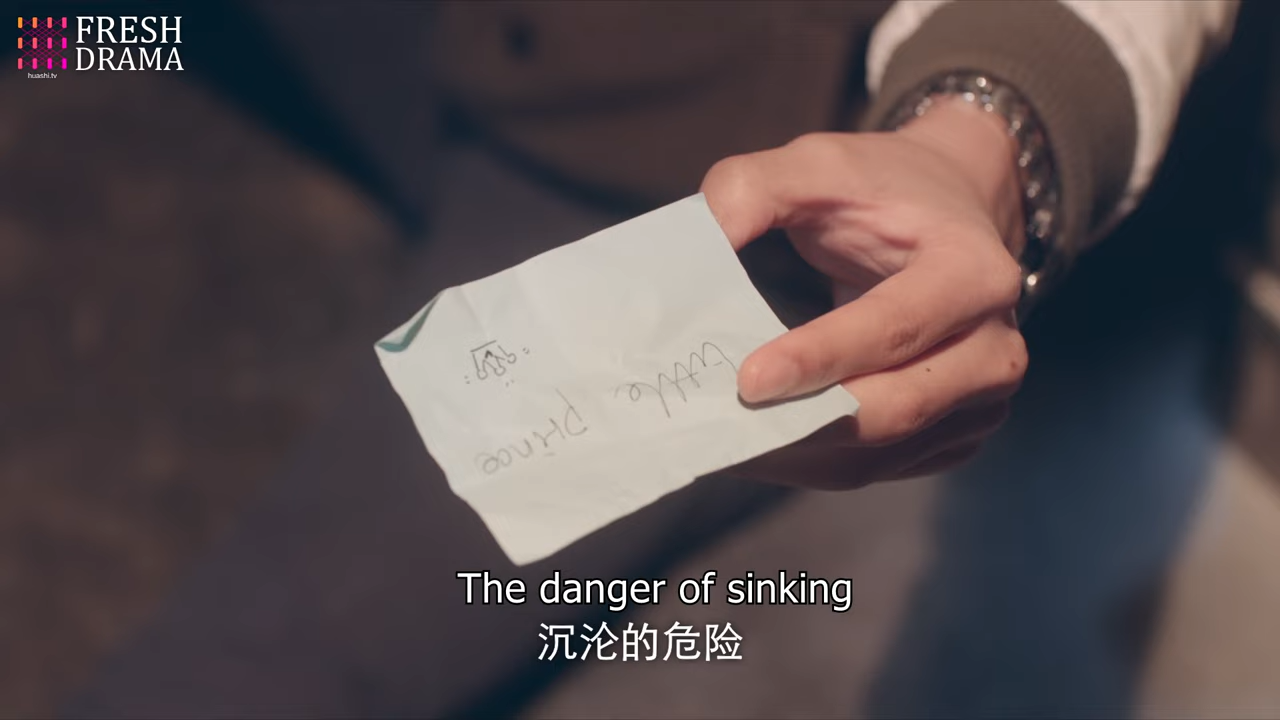 FRESH
DRAMA
huashi.tv
little prince
The danger of sinking
沉沦的危险